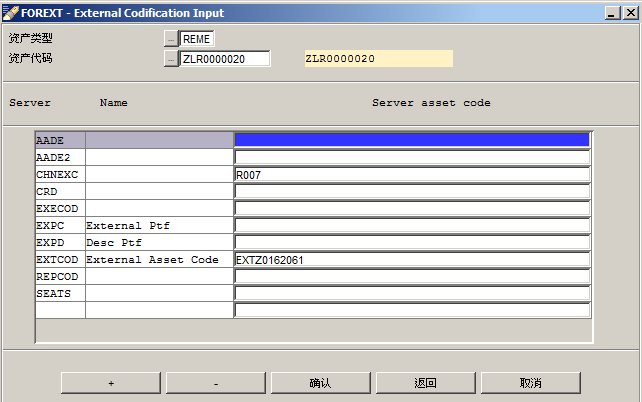 FOREXT - External Codification Input
资产类型 ... REME
资产代码 ... ZLR0000020 ZLR0000020
Server Name Server asset code
AADE
AADE2
CHNEXC R007
CRD
EXECOD
EXPC External Ptf
EXPD Desc Ptf
EXTCOD External Asset Code EXTZ0162061
REPCOD
SEATS
+ - 确认 返回 取消